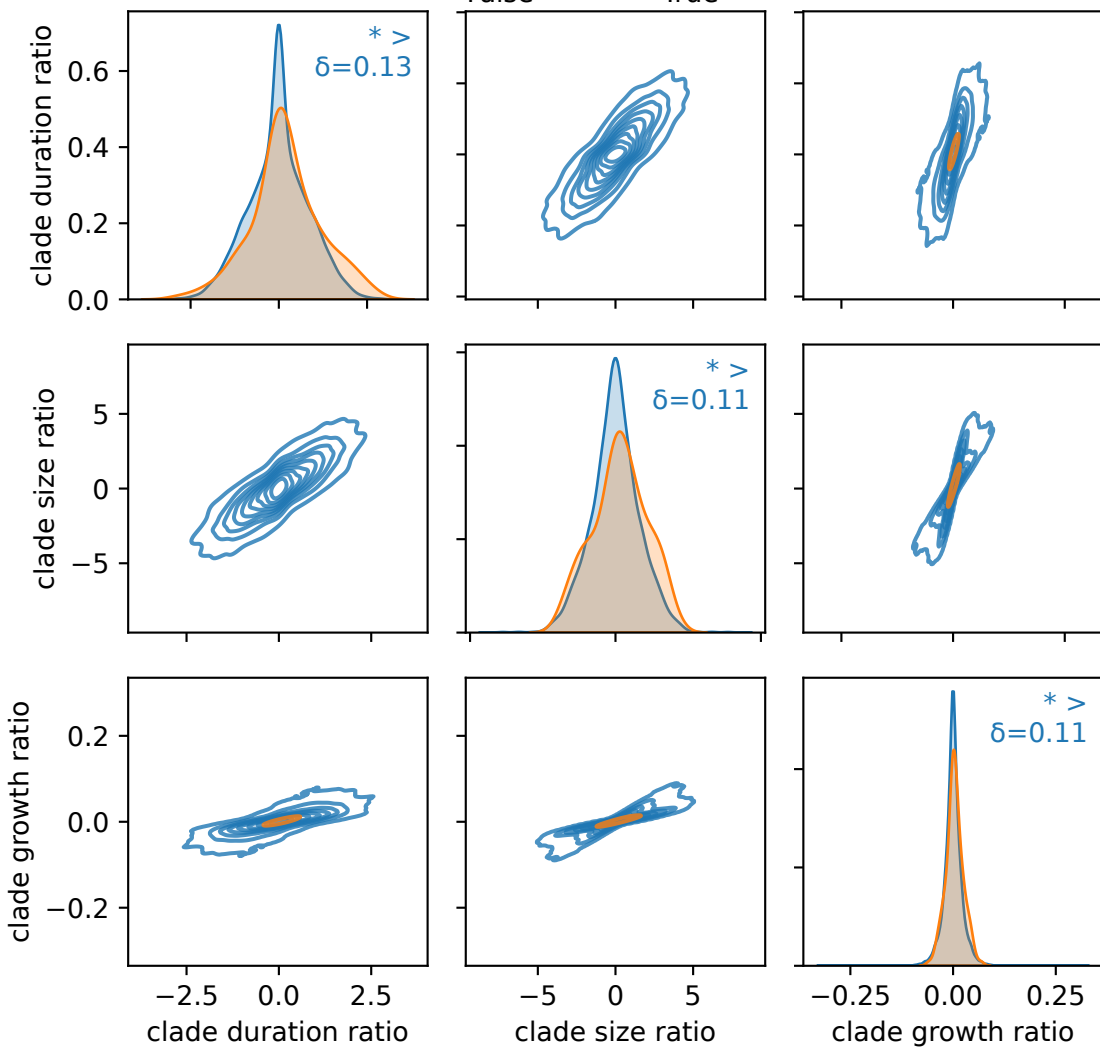 clade duration ratio
0.6
0.4
0.2
0.0
* >
δ=0.13
clade size ratio
5
0
−5
* >
δ=0.11
clade growth ratio
0.2
0.0
−0.2
* >
δ=0.11
−2.5 0.0 2.5
−5 0 5
−0.25 0.00 0.25
clade duration ratio
clade size ratio
clade growth ratio